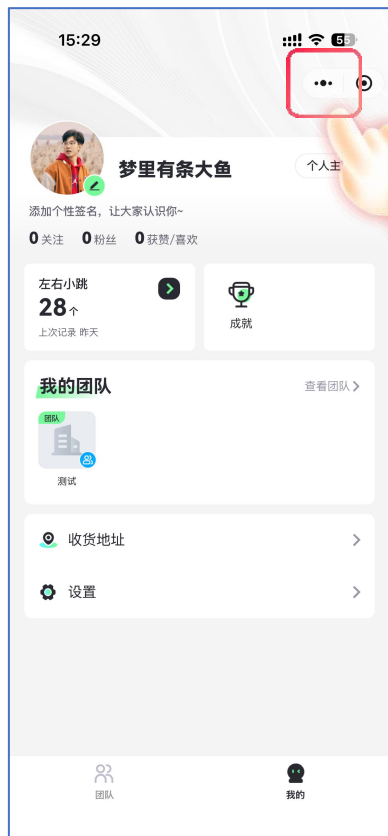 15:29
55
梦里有条大鱼
个人主
添加个性签名，让大家认识你~
0 关注 0 粉丝 0 获赞/喜欢
左右小跳
28个
上次记录 昨天
成就
我的团队
查看团队
团队
测试
收货地址
设置
团队
我的